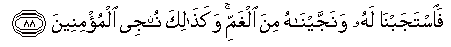 فَٱسْتَجَبْنَا لَهُۥ وَنَجَّيْنَٰهُ مِنَ ٱلْغَمِّ ۚ وَكَذَٰلِكَ نُـۨجِى ٱلْمُؤْمِنِينَ ٨٨